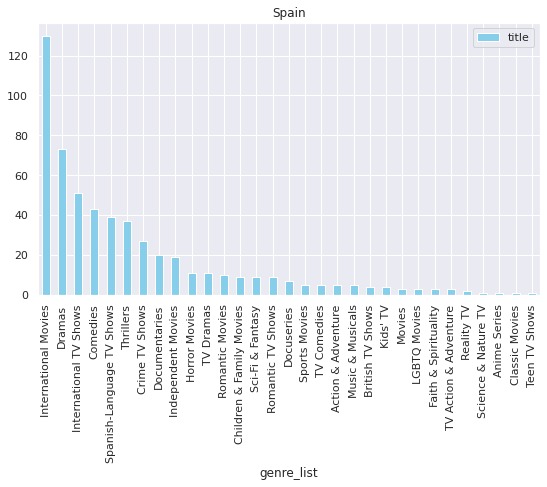 Spain
title
120
100
80
60
40
20
0
International Movies
Dramas
International TV Shows
Comedies
Spanish-Language TV Shows
Thrillers
Crime TV Shows
Documentaries
Independent Movies
Horror Movies
TV Dramas
Romantic Movies
Children & Family Movies
Sci-Fi & Fantasy
Romantic TV Shows
Docuseries
Sports Movies
TV Comedies
Action & Adventure
Music & Musicals
British TV Shows
Kids' TV
Movies
LGBTQ Movies
Faith & Spirituality
TV Action & Adventure
Reality TV
Science & Nature TV
Anime Series
Classic Movies
Teen TV Shows
genre_list